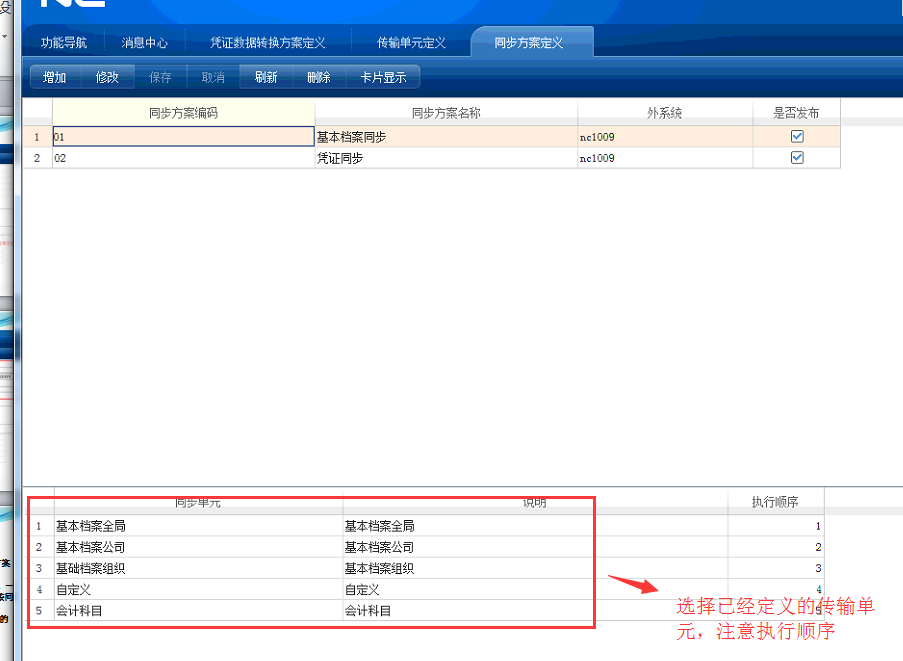 功能导航 消息中心 凭证数据转换方案定义 传输单元定义 同步方案定义
增加 修改 保存 取消 刷新 删除 卡片显示
同步方案编码 同步方案名称 外系统 是否发布
1 01 基本档案同步 nc1009
2 02 凭证同步 nc1009
同步单元 说明 执行顺序
1 基本档案全局 基本档案全局 1
2 基本档案公司 基本档案公司 2
3 基础档案组织 基本档案组织 3
4 自定义 自定义 4
5 会计科目 会计科目 5
选择已经定义的传输单
元，注意执行顺序